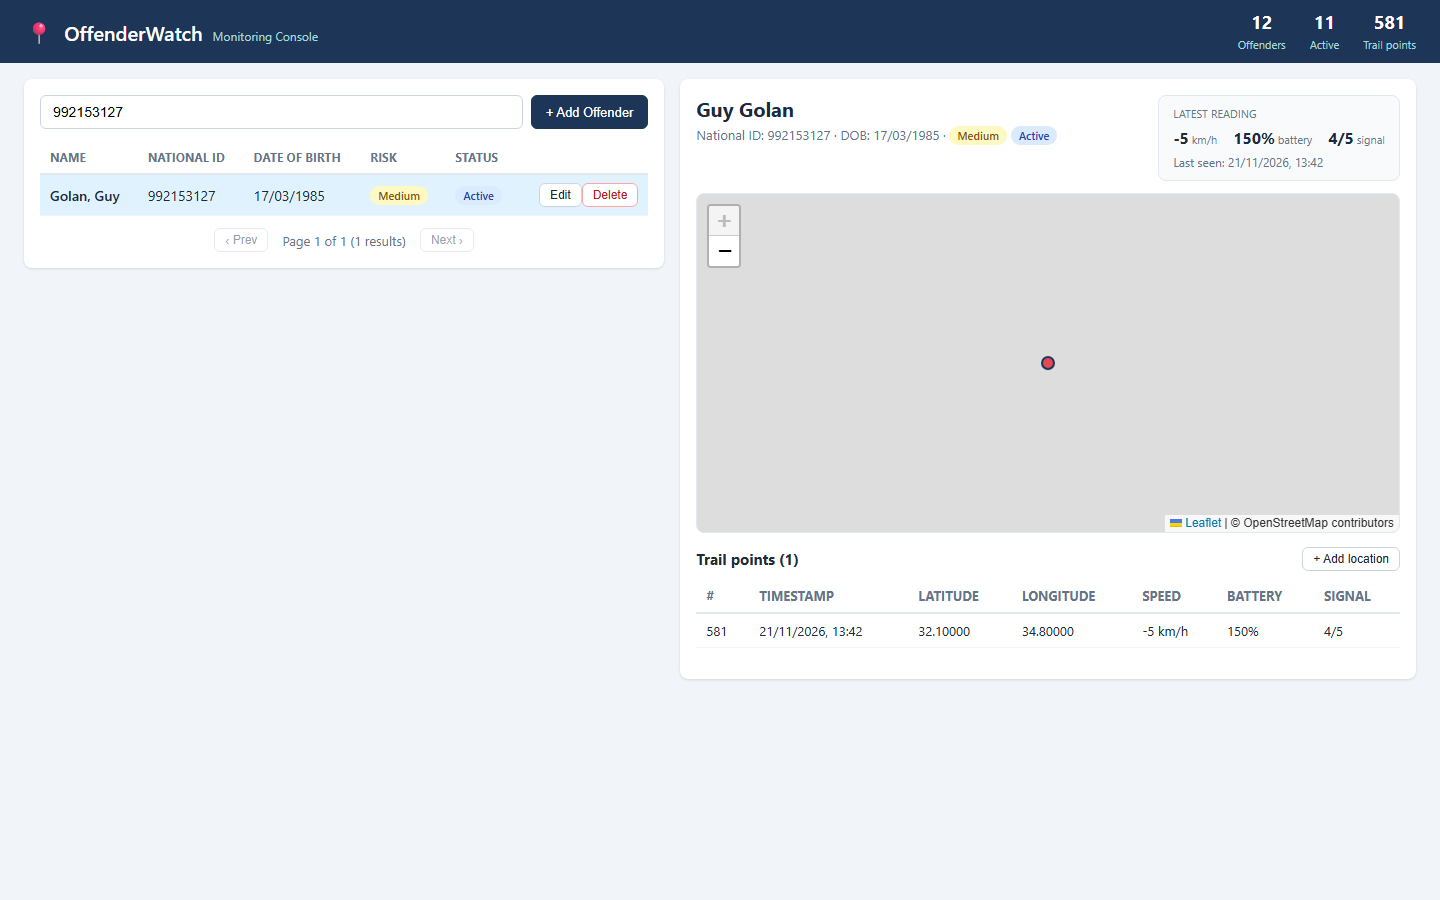 OffenderWatch Monitoring Console
12 11 581
Offenders Active Trail points
992153127
+ Add Offender
NAME NATIONAL ID DATE OF BIRTH RISK STATUS
Golan, Guy 992153127 17/03/1985 Medium Active Edit Delete
‹ Prev Page 1 of 1 (1 results) Next ›
Guy Golan
National ID: 992153127 · DOB: 17/03/1985 · Medium Active
LATEST READING
-5 km/h 150% battery 4/5 signal
Last seen: 21/11/2026, 13:42
+
−
Leaflet | © OpenStreetMap contributors
Trail points (1)
+ Add location
# TIMESTAMP LATITUDE LONGITUDE SPEED BATTERY SIGNAL
581 21/11/2026, 13:42 32.10000 34.80000 -5 km/h 150% 4/5